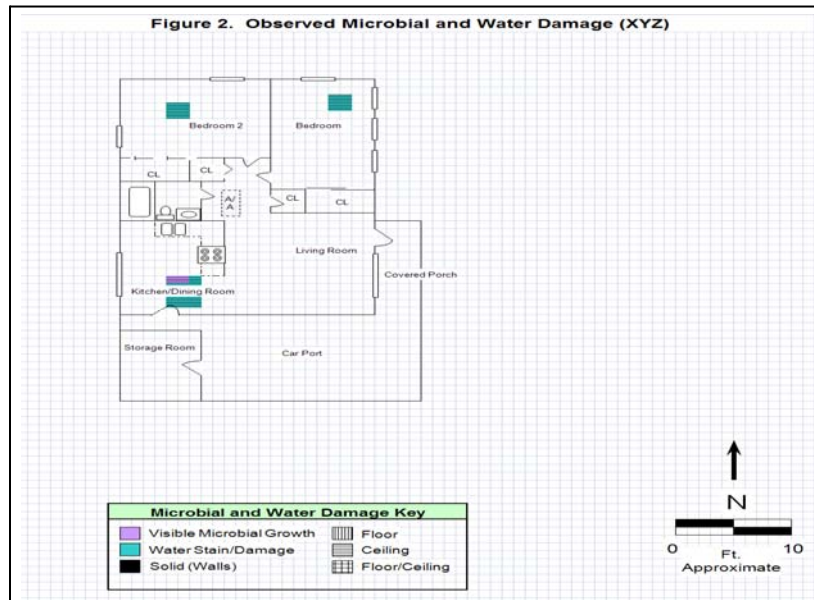 Figure 2. Observed Microbial and Water Damage (XYZ)
Bedroom 2
Bedroom
CL
CL
A/
A
CL
CL
Living Room
Covered Porch
Kitchen/Dining Room
Storage Room
Car Port
Microbial and Water Damage Key
Visible Microbial Growth
Floor
Water Stain/Damage
Ceiling
Solid (Walls)
Floor/Ceiling
N
0 Ft. 10
Approximate